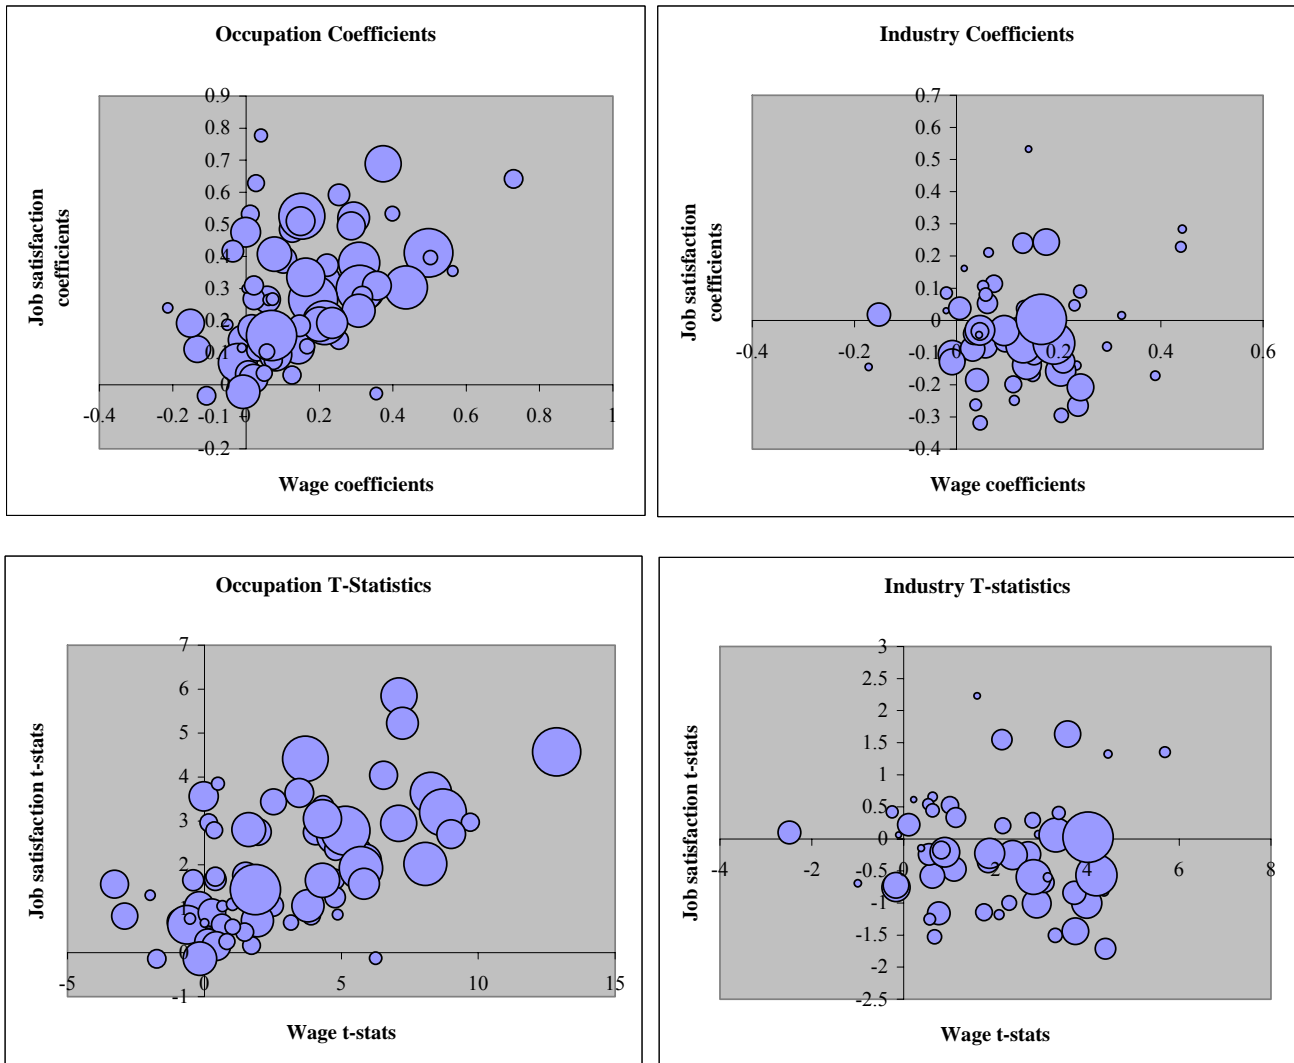 Occupation Coefficients
0.9
0.8
0.7
0.6
0.5
0.4
0.3
0.2
0.1
0
-0.1
-0.2
-0.4 -0.2 0 0.2 0.4 0.6 0.8 1
Job satisfaction
coefficients
Wage coefficients
Industry Coefficients
0.7
0.6
0.5
0.4
0.3
0.2
0.1
0
-0.1
-0.2
-0.3
-0.4
-0.4 -0.2 0 0.2 0.4 0.6
Job satisfaction
coefficients
Wage coefficients
Occupation T-Statistics
7
6
5
4
3
2
1
0
-1
-5 0 5 10 15
Job satisfaction t-stats
Wage t-stats
Industry T-statistics
3
2.5
2
1.5
1
0.5
0
-0.5
-1
-1.5
-2
-2.5
-4 -2 0 2 4 6 8
Job satisfaction t-stats
Wage t-stats